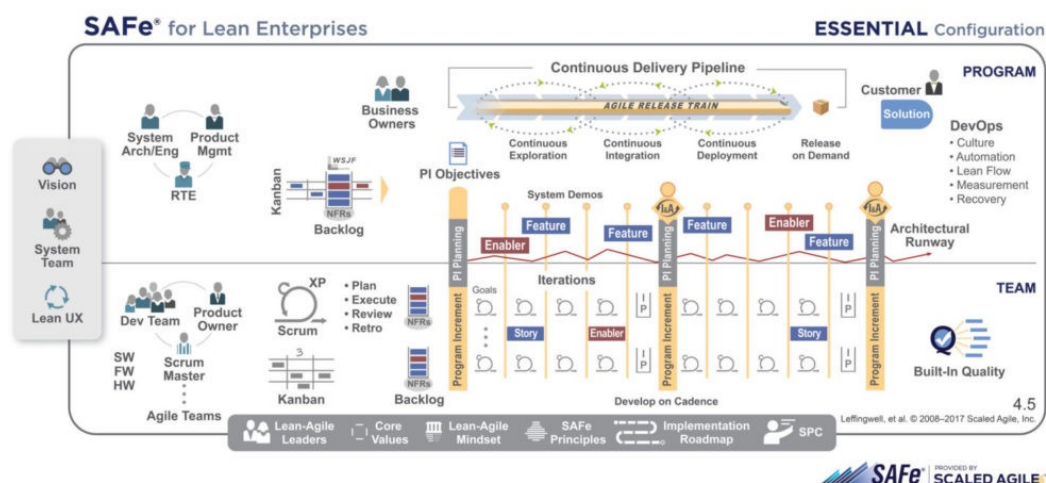 SAFe® for Lean Enterprises
ESSENTIAL Configuration
Continuous Delivery Pipeline
PROGRAM
AGILE RELEASE TRAIN
Continuous Exploration
Continuous Integration
Continuous Deployment
Release on Demand
Customer
Solution
DevOps
• Culture
• Automation
• Lean Flow
• Measurement
• Recovery
Business Owners
System Arch/Eng
Product Mgmt
RTE
Vision
System Team
Lean UX
Kanban
WSJF
NFRs
Backlog
PI Objectives
System Demos
Enabler
Feature
Feature
Feature
Enabler
Feature
I&A
I&A
PI Planning
PI Planning
PI Planning
Architectural Runway
TEAM
Iterations
Goals
Program Increment
Program Increment
Program Increment
Story
Enabler
Story
I P
I P
I P
I P
Develop on Cadence
Dev Team
Product Owner
Scrum Master
SW
FW
HW
Agile Teams
XP
Scrum
• Plan
• Execute
• Review
• Retro
3
Kanban
NFRs
NFRs
Backlog
Built-In Quality
4.5
Leffingwell, et al. © 2008–2017 Scaled Agile, Inc.
Lean-Agile Leaders
Core Values
Lean-Agile Mindset
SAFe Principles
Implementation Roadmap
SPC
SAFe®
PROVIDED BY
SCALED AGILE